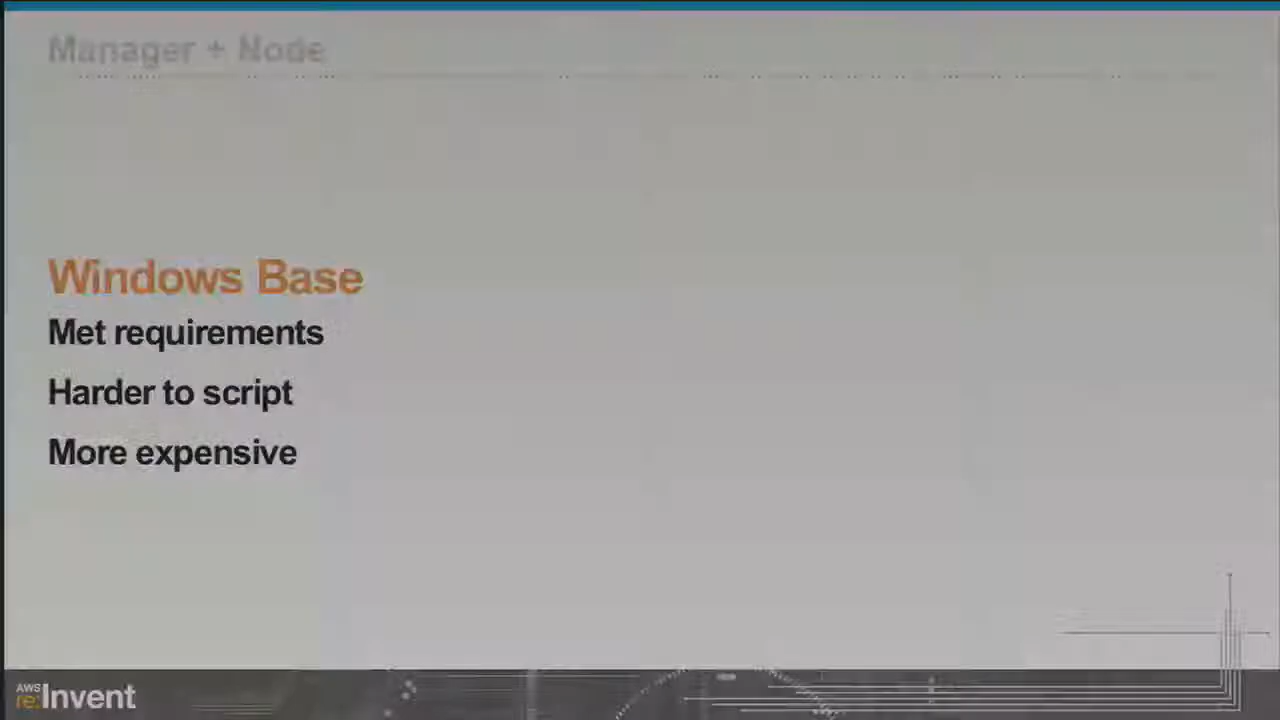 Manager + Node
Windows Base
Met requirements
Harder to script
More expensive
AWS
re:Invent